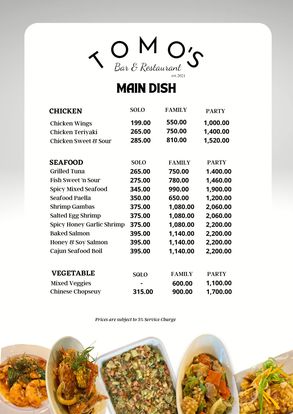 TOMO'S
Bar & Restaurant
est 2021
MAIN DISH
CHICKEN SOLO FAMILY PARTY
Chicken Wings 199.00 550.00 1,000.00
Chicken Teriyaki 265.00 750.00 1,400.00
Chicken Sweet & Sour 285.00 810.00 1,520.00
SEAFOOD SOLO FAMILY PARTY
Grilled Tuna 265.00 750.00 1,400.00
Fish Sweet 'n Sour 275.00 780.00 1,460.00
Spicy Mixed Seafood 345.00 990.00 1,900.00
Seafood Paella 350.00 650.00 1,200.00
Shrimp Gambas 375.00 1,080.00 2,060.00
Salted Egg Shrimp 375.00 1,080.00 2,060.00
Spicy Honey Garlic Shrimp 375.00 1,080.00 2,200.00
Baked Salmon 395.00 1,140.00 2,200.00
Honey & Soy Salmon 395.00 1,140.00 2,200.00
Cajun Seafood Boil 395.00 1,140.00 2,200.00
VEGETABLE SOLO FAMILY PARTY
Mixed Veggies - 600.00 1,100.00
Chinese Chopseuy 315.00 900.00 1,700.00
Prices are subject to 5% Service Charge